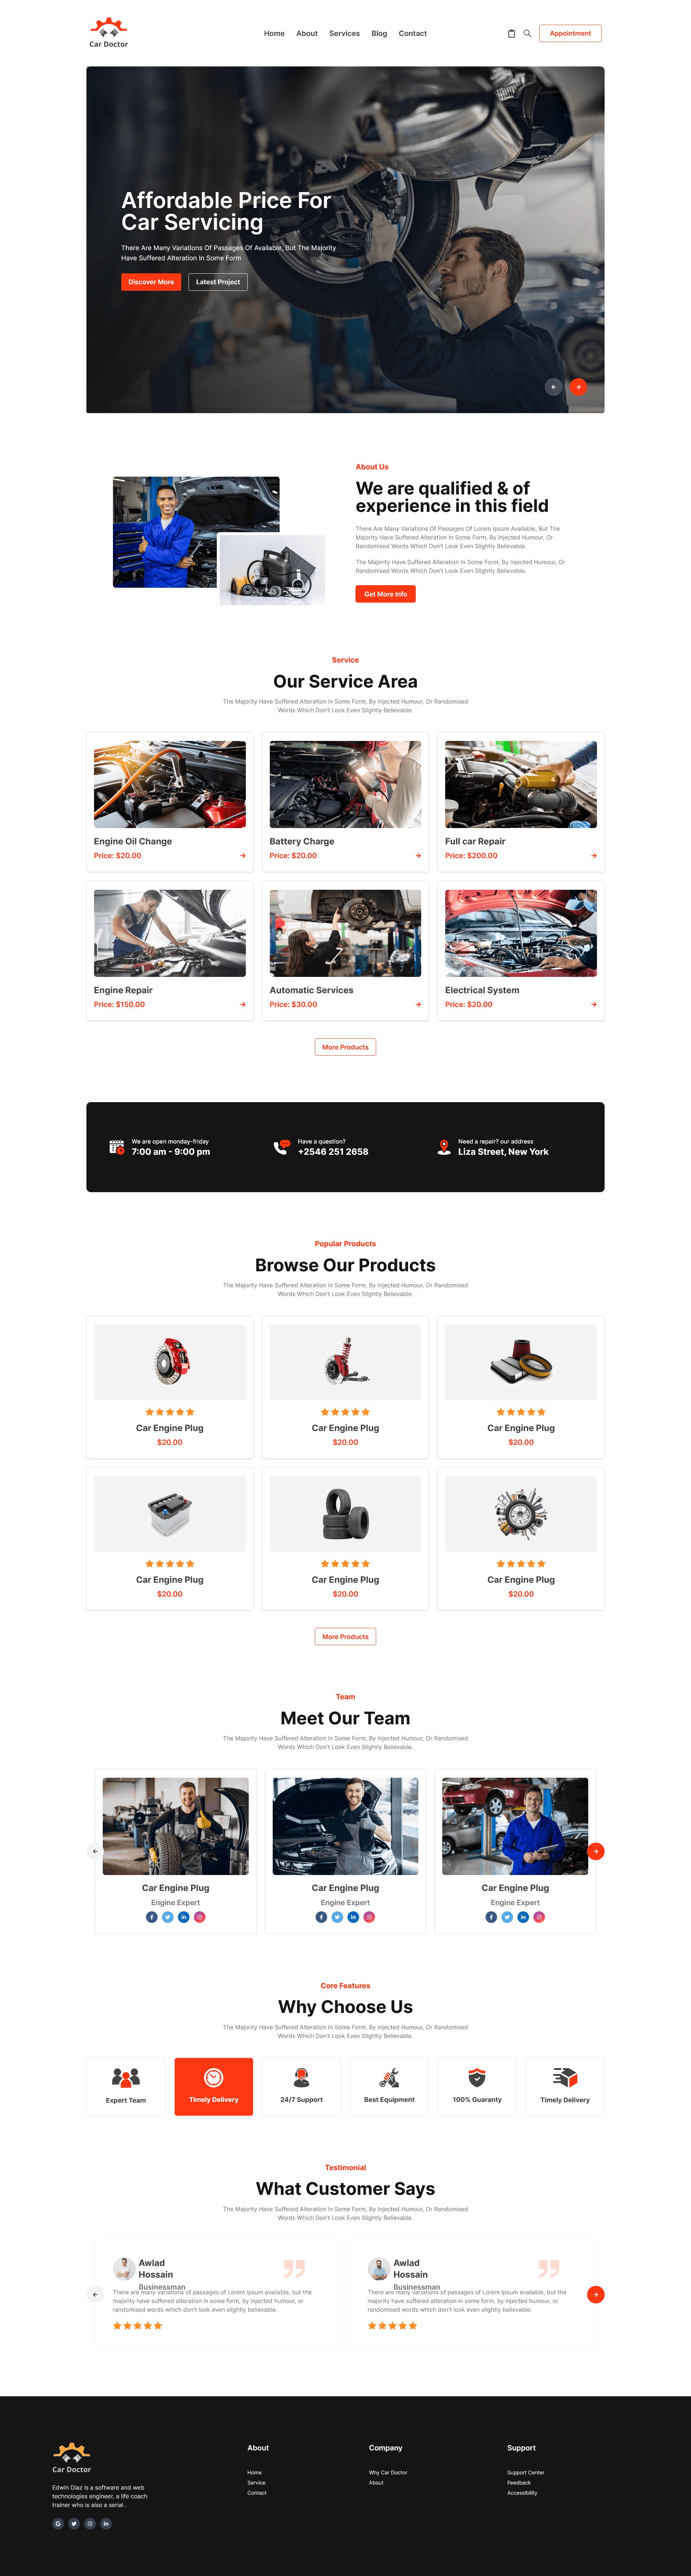 Car Doctor
Home About Services Blog Contact
Appointment
Affordable Price For
Car Servicing
There Are Many Variations Of Passages Of Available, But The Majority
Have Suffered Alteration In Some Form
Discover More Latest Project
About Us
We are qualified & of
experience in this field
There Are Many Variations Of Passages Of Lorem Ipsum Available, But The
Majority Have Suffered Alteration In Some Form, By Injected Humour, Or
Randomised Words Which Don't Look Even Slightly Believable.
The Majority Have Suffered Alteration In Some Form, By Injected Humour, Or
Randomised Words Which Don't Look Even Slightly Believable.
Get More Info
Service
Our Service Area
The Majority Have Suffered Alteration In Some Form, By Injected Humour, Or Randomised
Words Which Don't Look Even Slightly Believable.
Engine Oil Change
Price: $20.00
Battery Charge
Price: $20.00
Full car Repair
Price: $200.00
Engine Repair
Price: $150.00
Automatic Services
Price: $30.00
Electrical System
Price: $20.00
More Products
We are open monday-friday
7:00 am - 9:00 pm
Have a question?
+2546 251 2658
Need a repair? our address
Liza Street, New York
Popular Products
Browse Our Products
The Majority Have Suffered Alteration In Some Form, By Injected Humour, Or Randomised
Words Which Don't Look Even Slightly Believable.
Car Engine Plug
$20.00
Car Engine Plug
$20.00
Car Engine Plug
$20.00
Car Engine Plug
$20.00
Car Engine Plug
$20.00
Car Engine Plug
$20.00
More Products
Team
Meet Our Team
The Majority Have Suffered Alteration In Some Form, By Injected Humour, Or Randomised
Words Which Don't Look Even Slightly Believable.
Car Engine Plug
Engine Expert
Car Engine Plug
Engine Expert
Car Engine Plug
Engine Expert
Core Features
Why Choose Us
The Majority Have Suffered Alteration In Some Form, By Injected Humour, Or Randomised
Words Which Don't Look Even Slightly Believable.
Expert Team
Timely Delivery
24/7 Support
Best Equipment
100% Guaranty
Timely Delivery
Testimonial
What Customer Says
The Majority Have Suffered Alteration In Some Form, By Injected Humour, Or Randomised
Words Which Don't Look Even Slightly Believable.
Awlad
Hossain
Businessman
There are many variations of passages of Lorem Ipsum available, but the
majority have suffered alteration in some form, by injected humour, or
randomised words which don't look even slightly believable.
Awlad
Hossain
Businessman
There are many variations of passages of Lorem Ipsum available, but the
majority have suffered alteration in some form, by injected humour, or
randomised words which don't look even slightly believable.
Car Doctor
Edwin Diaz is a software and web
technologies engineer, a life coach
trainer who is also a serial .
About
Home
Service
Contact
Company
Why Car Doctor
About
Support
Support Center
Feedback
Accessibility